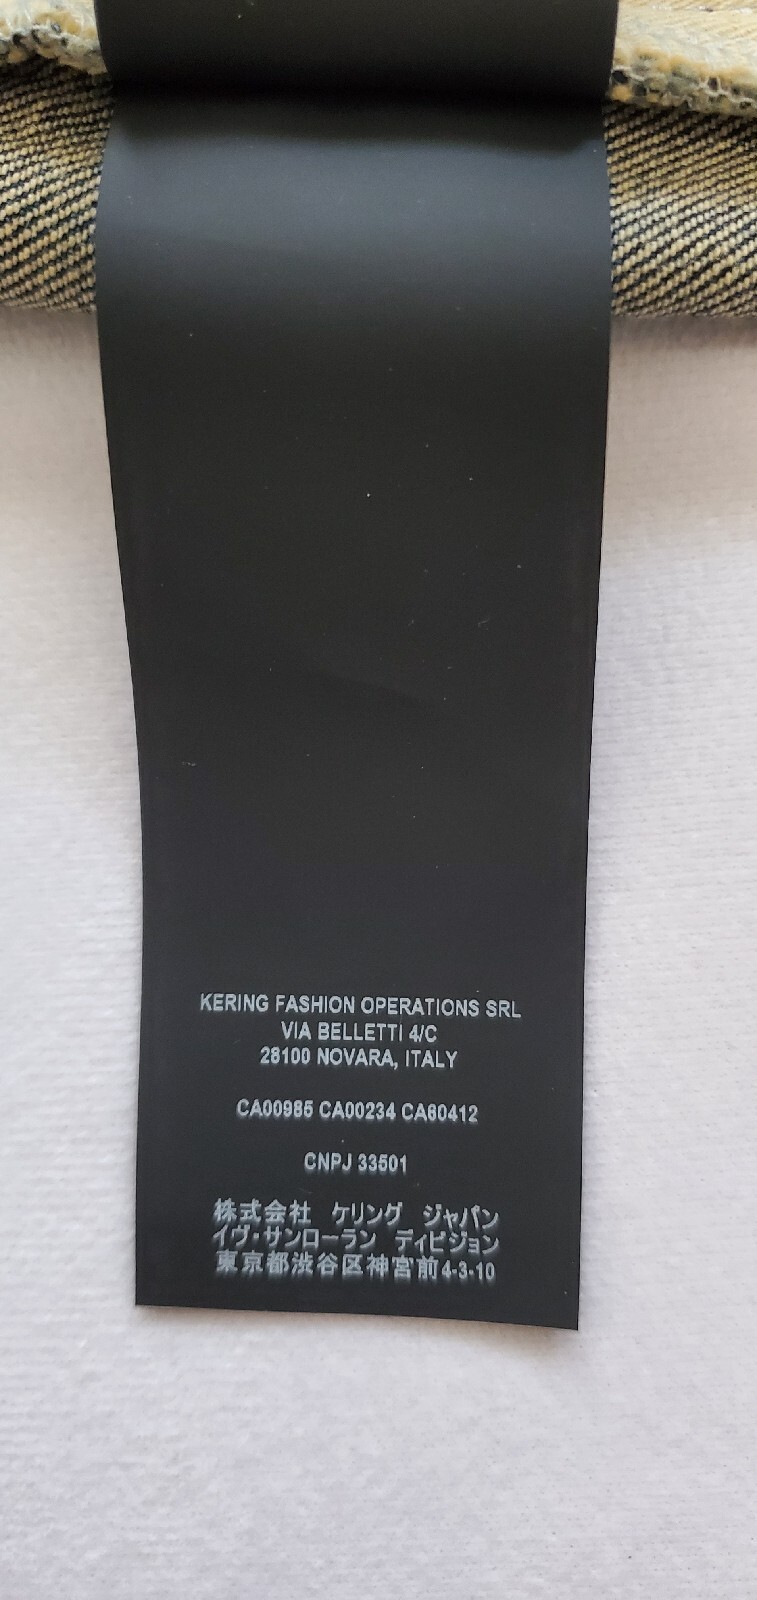 KERING FASHION OPERATIONS SRL
VIA BELLETTI 4/C
28100 NOVARA, ITALY
CA00985 CA00234 CA60412
CNPJ 33501
株式会社 ケリング ジャパン
イヴ・サンローラン ディビジョン
東京都渋谷区神宮前4-3-10